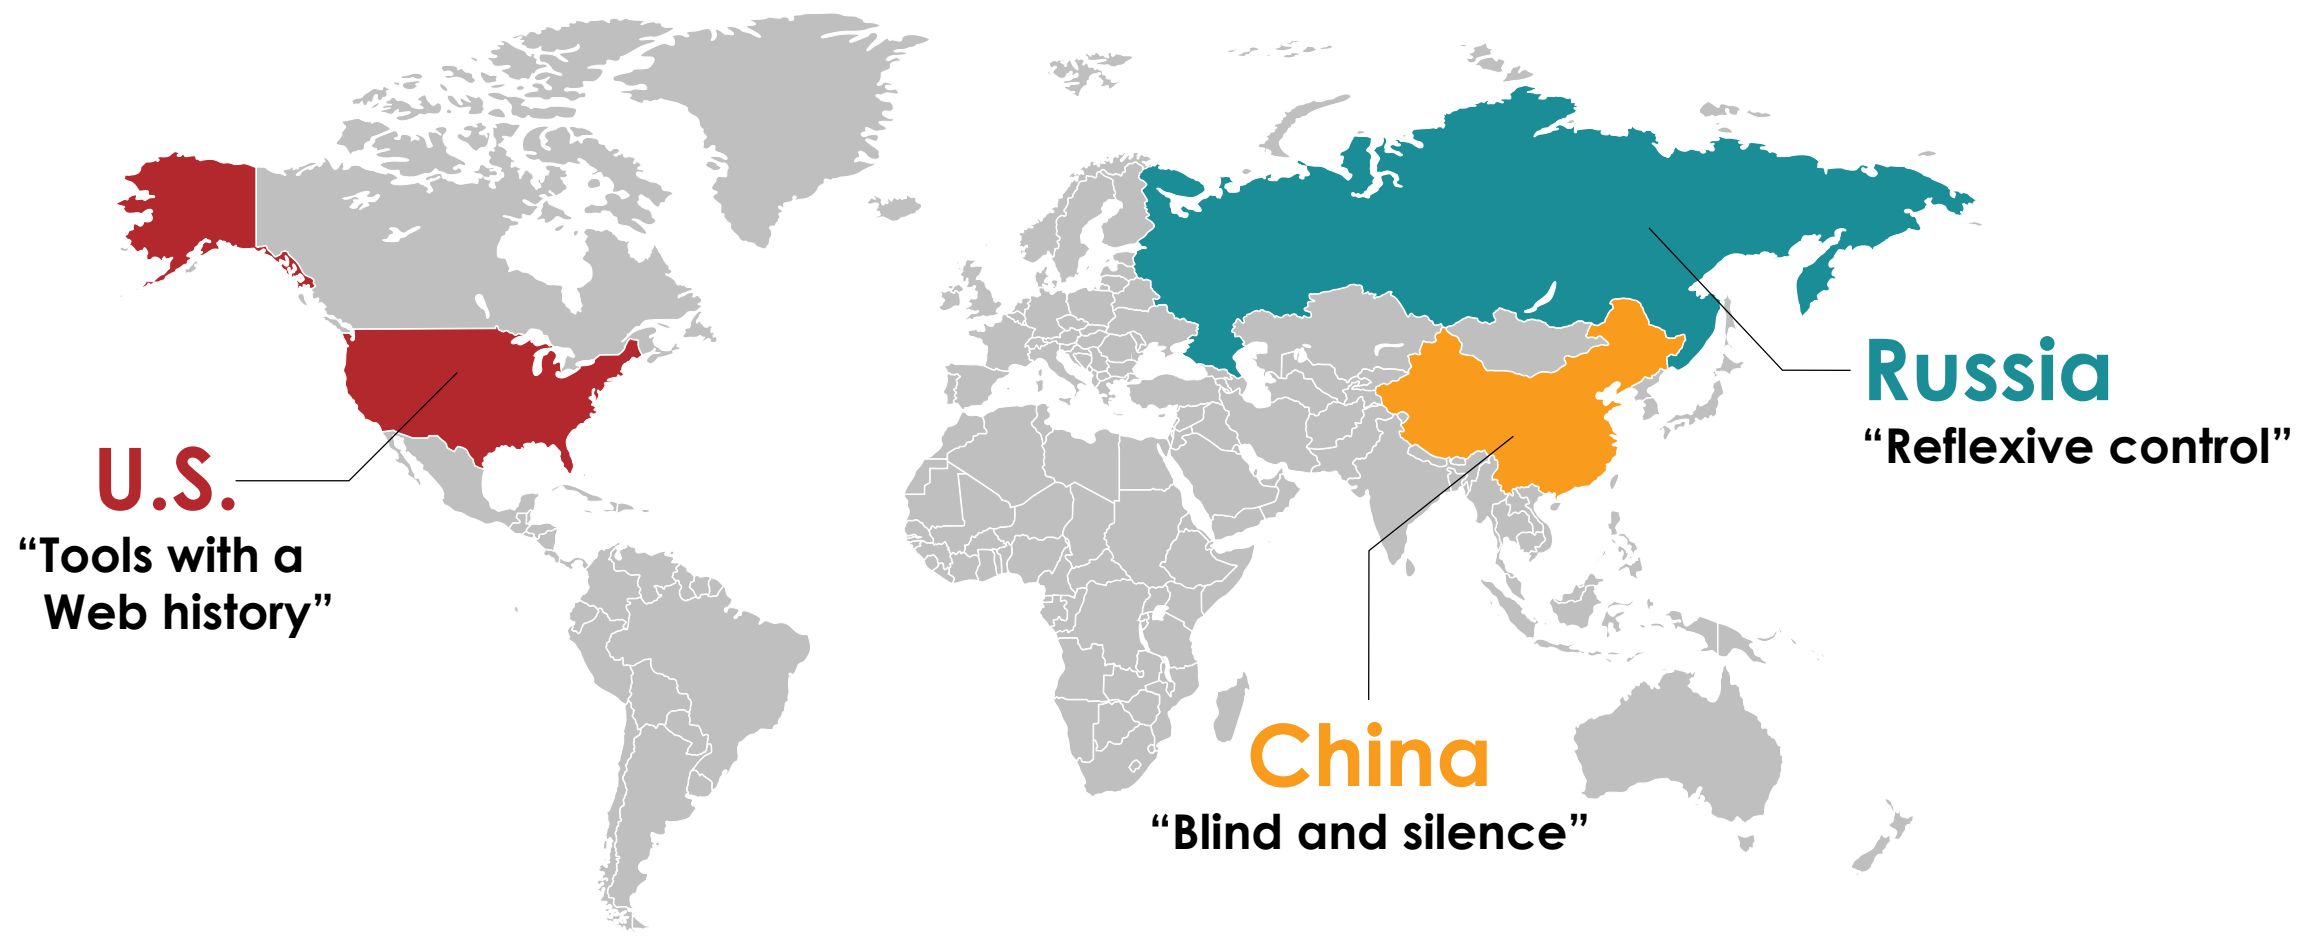 U.S.
“Tools with a
Web history”
Russia
“Reflexive control”
China
“Blind and silence”